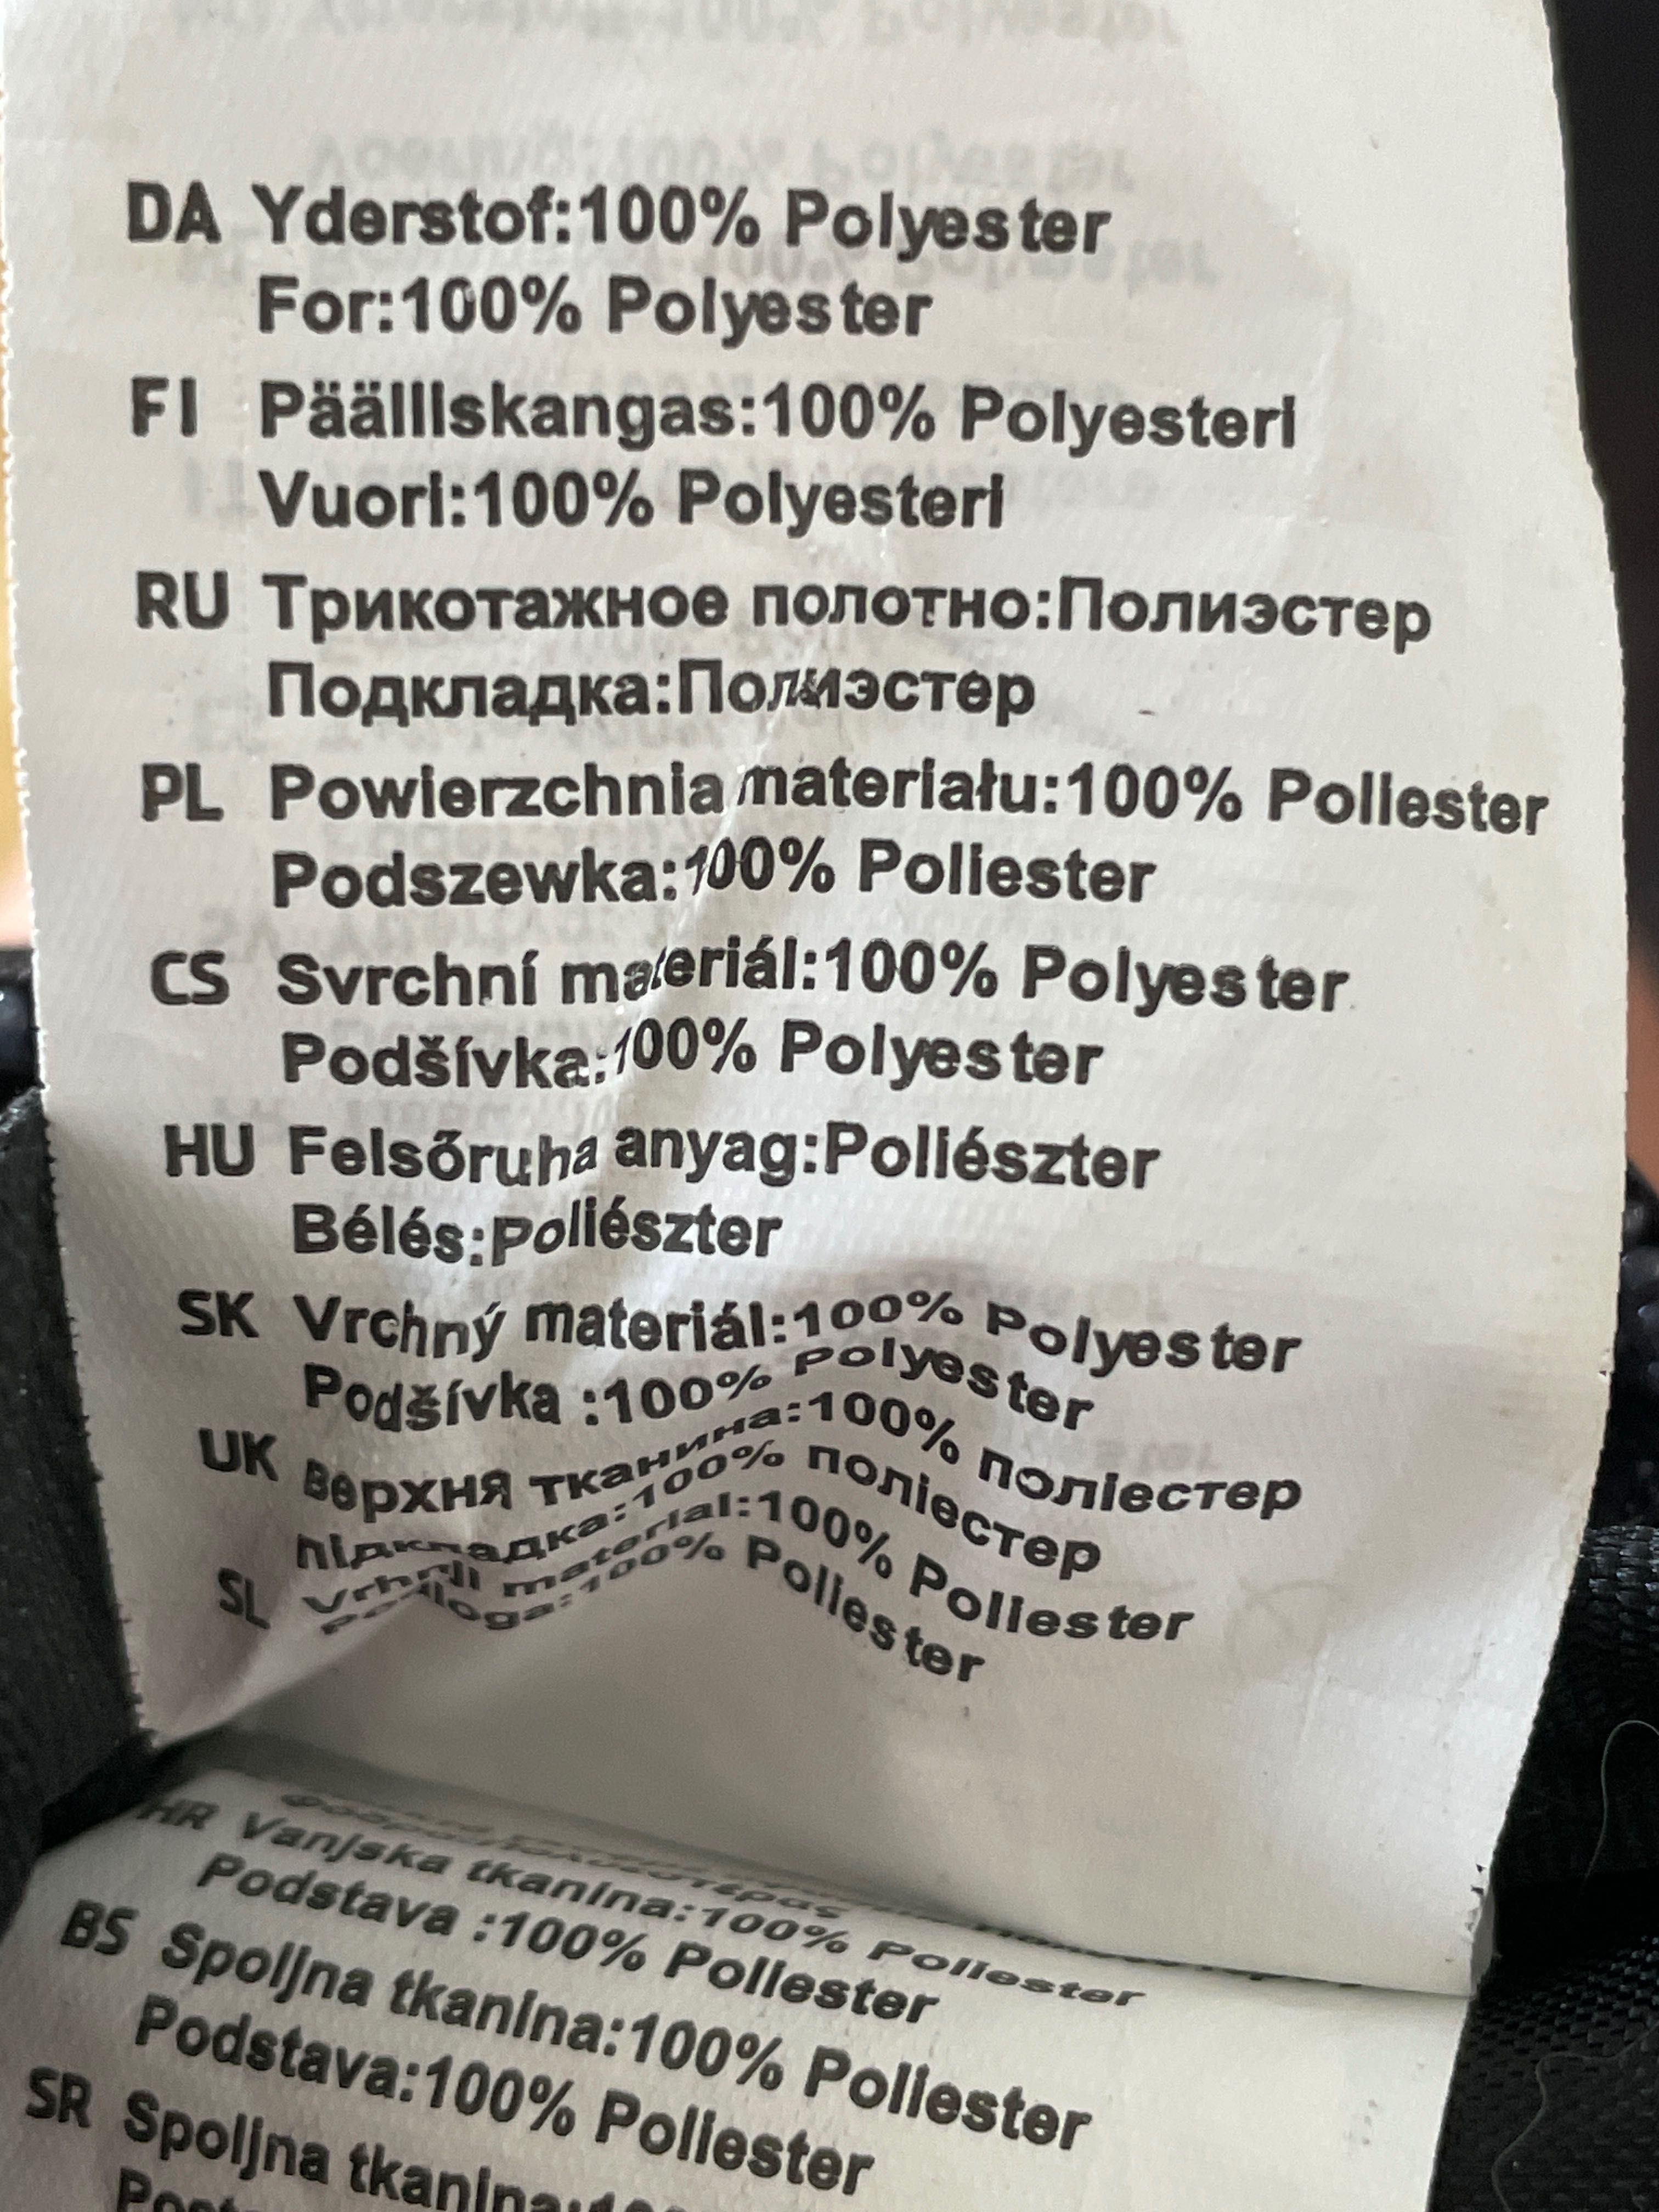 DA Yderstof:100% Polyester
For:100% Polyester
FI Päälliskangas:100% Polyesteri
Vuori:100% Polyesteri
RU Трикотажное полотно:Полиэстер
Подкладка:Полиэстер
PL Powierzchnia materiału:100% Poliester
Podszewka:100% Poliester
CS Svrchní materiál:100% Polyester
Podšívka:100% Polyester
HU Felsőruha anyag:Poliészter
Bélés:Poliészter
SK Vrchný materiál:100% Polyester
Podšívka :100% Polyester
UK Верхня тканина:100% поліестер
підкладка:100% поліестер
SL Vrhnji material:100% Poliester
Podloga:100% Poliester
HR Vanjska tkanina:100% Poliester
Podstava :100% Poliester
BS Spoljna tkanina:100% Poliester
Podstava:100% Poliester
SR Spoljna tkanina: